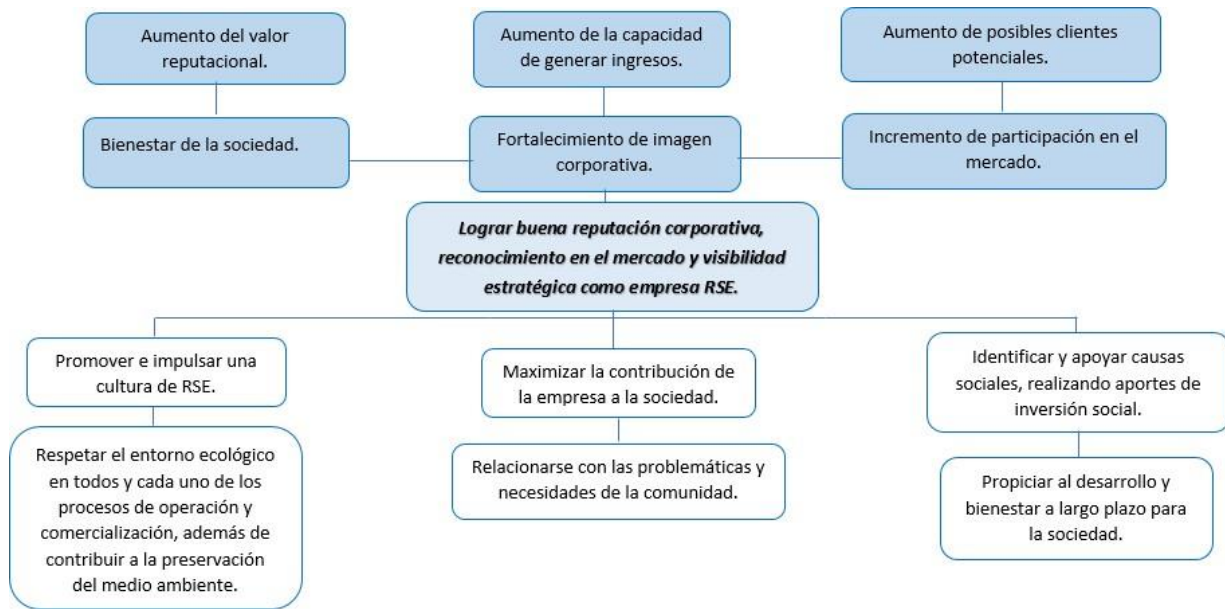 Aumento del valor
reputacional.
Aumento de la capacidad
de generar ingresos.
Aumento de posibles clientes
potenciales.
Bienestar de la sociedad.
Fortalecimiento de imagen
corporativa.
Incremento de participación en el
mercado.
Lograr buena reputación corporativa,
reconocimiento en el mercado y visibilidad
estratégica como empresa RSE.
Promover e impulsar una
cultura de RSE.
Maximizar la contribución de
la empresa a la sociedad.
Identificar y apoyar causas
sociales, realizando aportes de
inversión social.
Respetar el entorno ecológico
en todos y cada uno de los
procesos de operación y
comercialización, además de
contribuir a la preservación
del medio ambiente.
Relacionarse con las problemáticas y
necesidades de la comunidad.
Propiciar al desarrollo y
bienestar a largo plazo para
la sociedad.